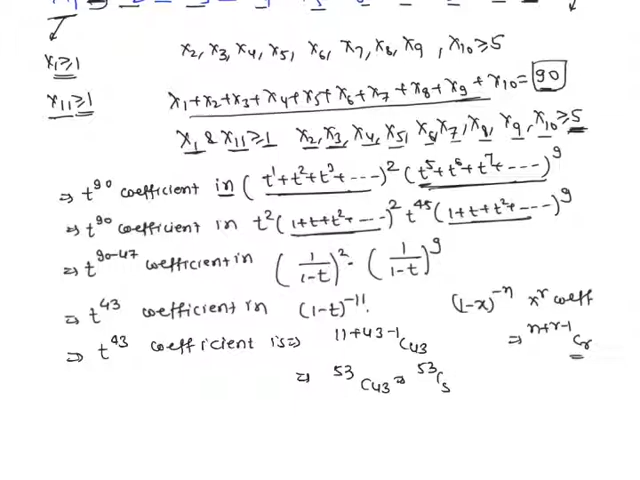 x₂, x₃, x₄, x₅, x₆, x₇, x₈, x₉, x₁₀ ≥ 5
x₁ ≥ 1
x₁₁ ≥ 1
x₁ + x₂ + x₃ + x₄ + x₅ + x₆ + x₇ + x₈ + x₉ + x₁₀ = 90
x₁ & x₁₁ ≥ 1 x₂, x₃, x₄, x₅, x₆, x₇, x₈, x₉, x₁₀ ≥ 5
⇒ t⁹⁰ coefficient in (t¹ + t² + t³ + ----)² (t⁵ + t⁶ + t⁷ + ----)⁹
⇒ t⁹⁰ coefficient in t² (1 + t + t² + ---)² t⁴⁵ (1 + t + t² + ---)⁹
⇒ t⁹⁰⁻⁴⁷ coefficient in (1/(1-t))² · (1/(1-t))⁹
⇒ t⁴³ coefficient in (1-t)⁻¹¹. (1-x)⁻ⁿ xʳ coeff
⇒ t⁴³ coefficient is ⇒ ¹¹⁺⁴³⁻¹C₄₃ ⇒ ⁿ⁺ʳ⁻¹Cᵣ
⇒ ⁵³C₄₃ ⇒ ⁵³C₅